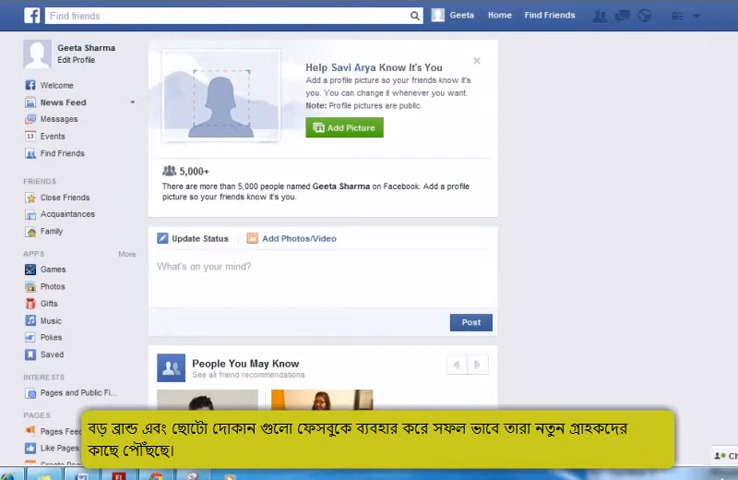 Find friends
Geeta
Home
Find Friends
Geeta Sharma
Edit Profile
Welcome
News Feed
Messages
Events
Find Friends
FRIENDS
Close Friends
Acquaintances
Family
APPS
More
Games
Photos
Gifts
Music
Pokes
Saved
INTERESTS
Pages and Public Fi...
PAGES
Pages Feed
Like Pages
Help Savi Arya Know It's You
Add a profile picture so your friends know it's
you. You can change it whenever you want.
Note: Profile pictures are public.
Add Picture
5,000+
There are more than 5,000 people named Geeta Sharma on Facebook. Add a profile
picture so your friends know it's you.
Update Status
Add Photos/Video
What's on your mind?
Post
People You May Know
See all friend recommendations
বড় ব্রান্ড এবং ছোটো দোকান গুলো ফেসবুকে ব্যবহার করে সফল ভাবে তারা নতুন গ্রাহকদের
কাছে পৌঁছছে।